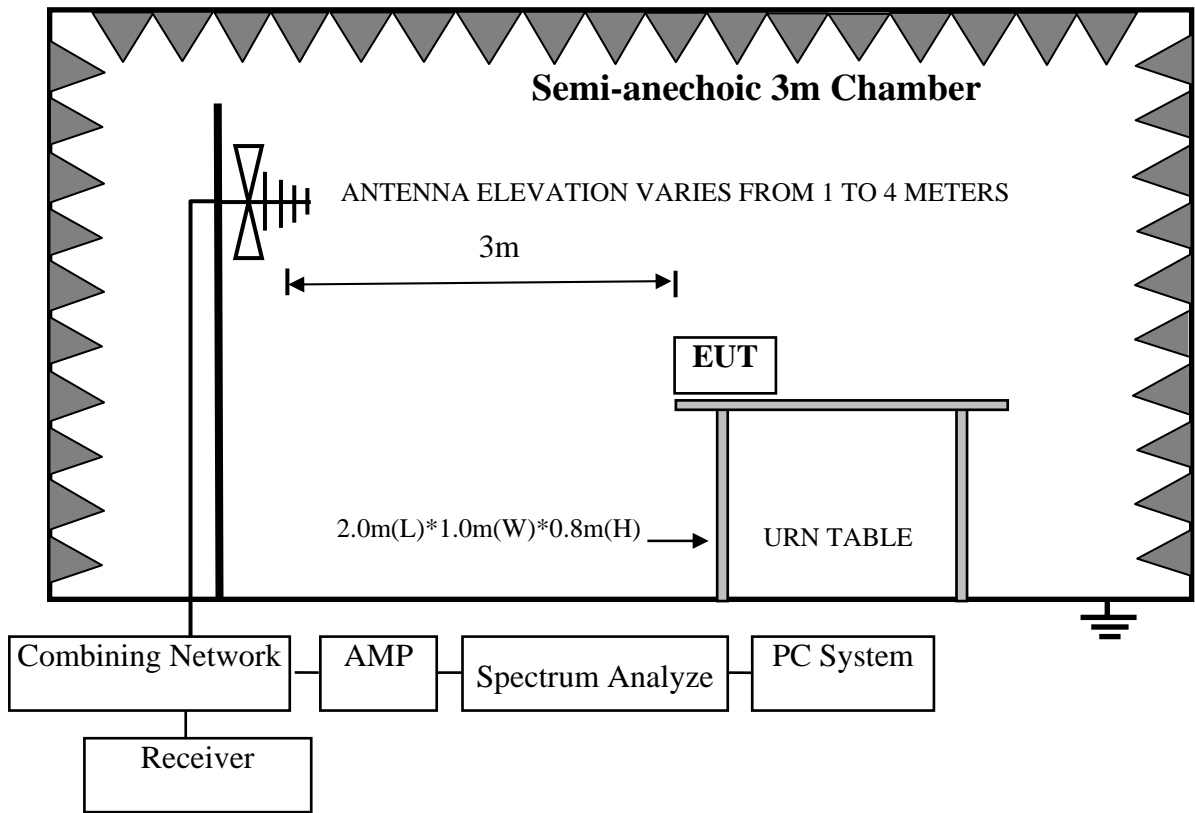 Semi-anechoic 3m Chamber
ANTENNA ELEVATION VARIES FROM 1 TO 4 METERS
3m
EUT
2.0m(L)*1.0m(W)*0.8m(H)
URN TABLE
Combining Network
AMP
Spectrum Analyze
PC System
Receiver